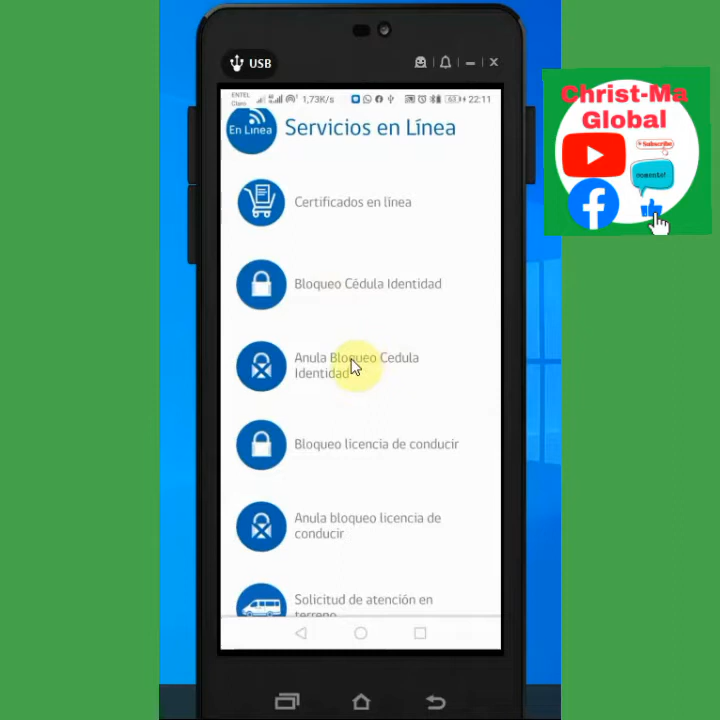 USB
Christ-Ma
Global
Subscribe
ENTEL
Claro
1,73K/s
22:11
En Línea
Servicios en Línea
Certificados en línea
Bloqueo Cédula Identidad
Anula Bloqueo Cedula
Identidad
Bloqueo licencia de conducir
Anula bloqueo licencia de
conducir
Solicitud de atención en
terreno